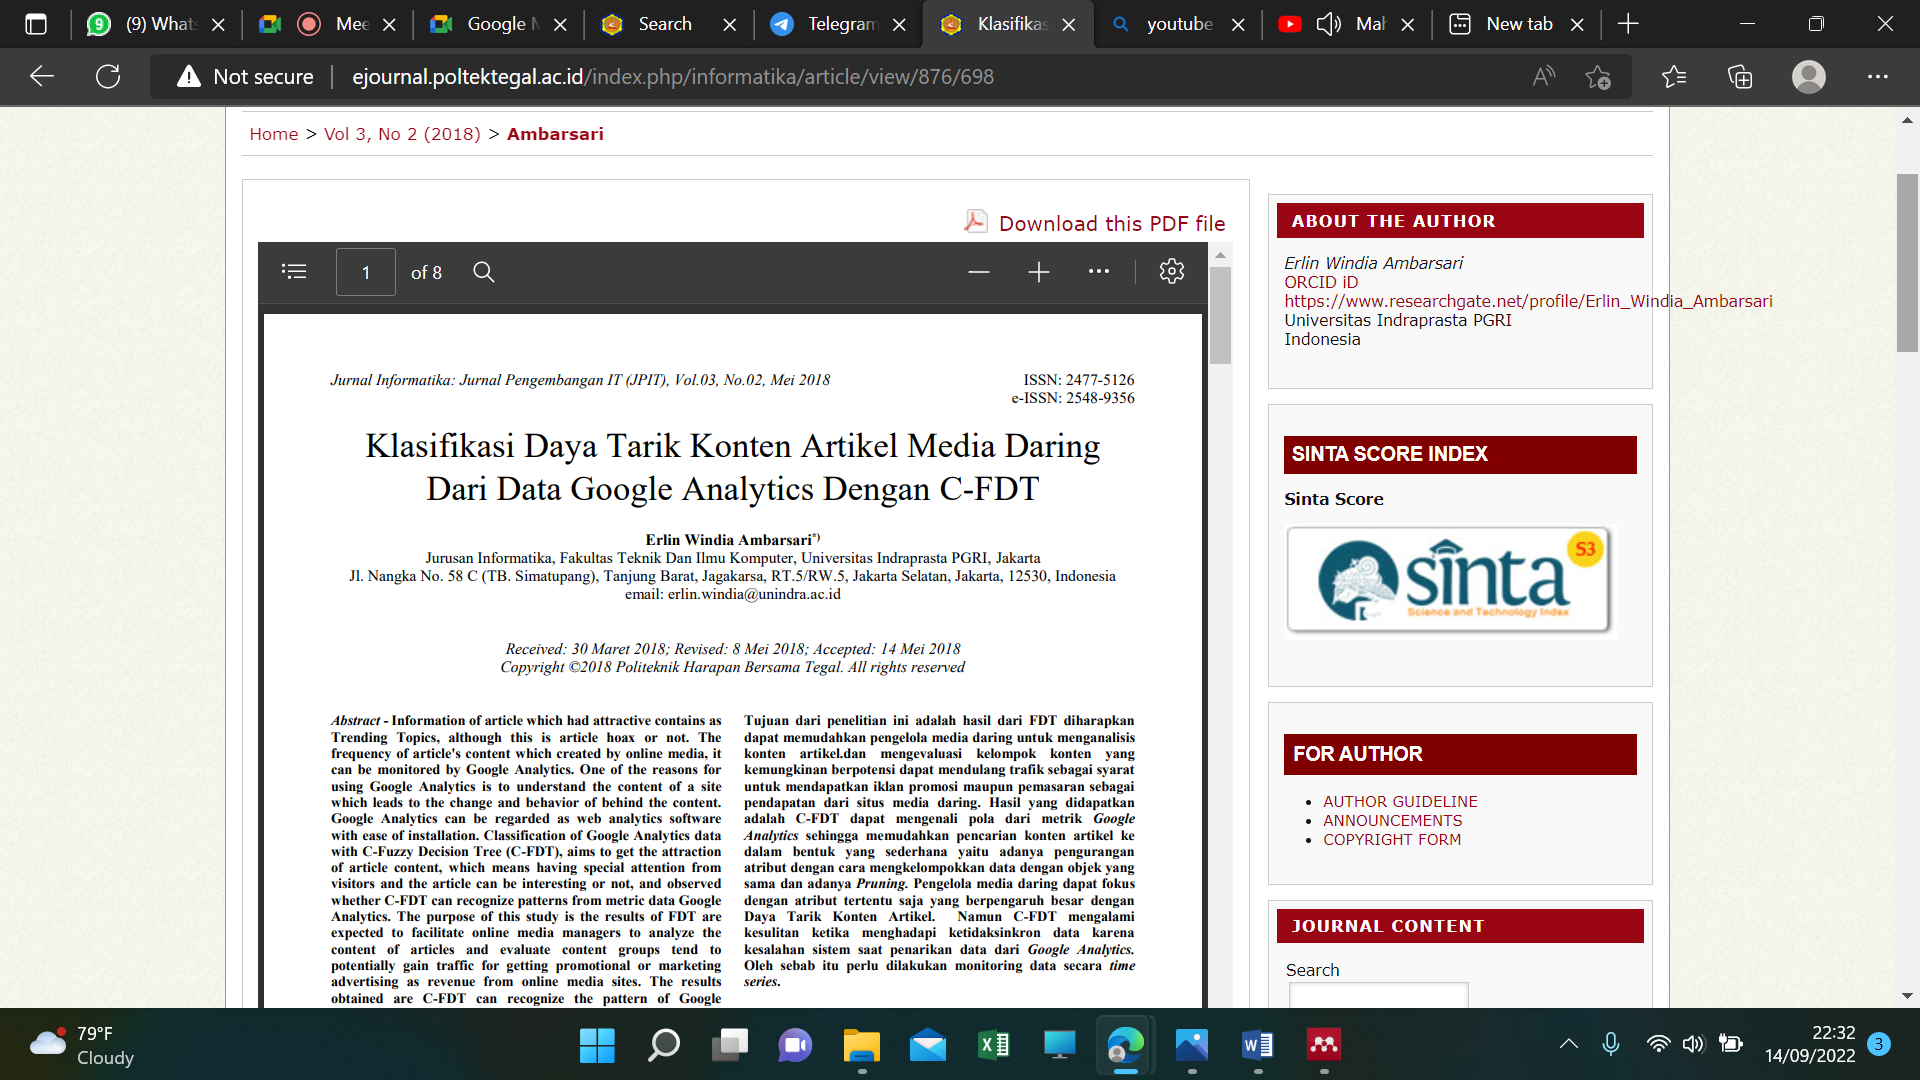 (9) Whats
Mee
Google M
Search
Telegram
Klasifikas
youtube
Mah
New tab
Not secure
ejournal.poltektegal.ac.id/index.php/informatika/article/view/876/698
Home > Vol 3, No 2 (2018) > Ambarsari
Download this PDF file
1 of 8
Jurnal Informatika: Jurnal Pengembangan IT (JPIT), Vol.03, No.02, Mei 2018
ISSN: 2477-5126
e-ISSN: 2548-9356
Klasifikasi Daya Tarik Konten Artikel Media Daring
Dari Data Google Analytics Dengan C-FDT
Erlin Windia Ambarsari*)
Jurusan Informatika, Fakultas Teknik Dan Ilmu Komputer, Universitas Indraprasta PGRI, Jakarta
Jl. Nangka No. 58 C (TB. Simatupang), Tanjung Barat, Jagakarsa, RT.5/RW.5, Jakarta Selatan, Jakarta, 12530, Indonesia
email: erlin.windia@unindra.ac.id
Received: 30 Maret 2018; Revised: 8 Mei 2018; Accepted: 14 Mei 2018
Copyright ©2018 Politeknik Harapan Bersama Tegal. All rights reserved
Abstract - Information of article which had attractive contains as
Trending Topics, although this is article hoax or not. The
frequency of article's content which created by online media, it
can be monitored by Google Analytics. One of the reasons for
using Google Analytics is to understand the content of a site
which leads to the change and behavior of behind the content.
Google Analytics can be regarded as web analytics software
with ease of installation. Classification of Google Analytics data
with C-Fuzzy Decision Tree (C-FDT), aims to get the attraction
of article content, which means having special attention from
visitors and the article can be interesting or not, and observed
whether C-FDT can recognize patterns from metric data Google
Analytics. The purpose of this study is the results of FDT are
expected to facilitate online media managers to analyze the
content of articles and evaluate content groups tend to
potentially gain traffic for getting promotional or marketing
advertising as revenue from online media sites. The results
obtained are C-FDT can recognize the pattern of Google
Tujuan dari penelitian ini adalah hasil dari FDT diharapkan
dapat memudahkan pengelola media daring untuk menganalisis
konten artikel.dan mengevaluasi kelompok konten yang
kemungkinan berpotensi dapat mendulang trafik sebagai syarat
untuk mendapatkan iklan promosi maupun pemasaran sebagai
pendapatan dari situs media daring. Hasil yang didapatkan
adalah C-FDT dapat mengenali pola dari metrik Google
Analytics sehingga memudahkan pencarian konten artikel ke
dalam bentuk yang sederhana yaitu adanya pengurangan
atribut dengan cara mengkelompokkan data dengan objek yang
sama dan adanya Pruning. Pengelola media daring dapat fokus
dengan atribut tertentu saja yang berpengaruh besar dengan
Daya Tarik Konten Artikel. Namun C-FDT mengalami
kesulitan ketika menghadapi ketidaksinkron data karena
kesalahan sistem saat penarikan data dari Google Analytics.
Oleh sebab itu perlu dilakukan monitoring data secara time
series.
ABOUT THE AUTHOR
Erlin Windia Ambarsari
ORCID iD
https://www.researchgate.net/profile/Erlin_Windia_Ambarsari
Universitas Indraprasta PGRI
Indonesia
SINTA SCORE INDEX
Sinta Score
S3
sinta
Science and Technology Index
FOR AUTHOR
AUTHOR GUIDELINE
ANNOUNCEMENTS
COPYRIGHT FORM
JOURNAL CONTENT
Search
79°F
Cloudy
22:32
14/09/2022
3